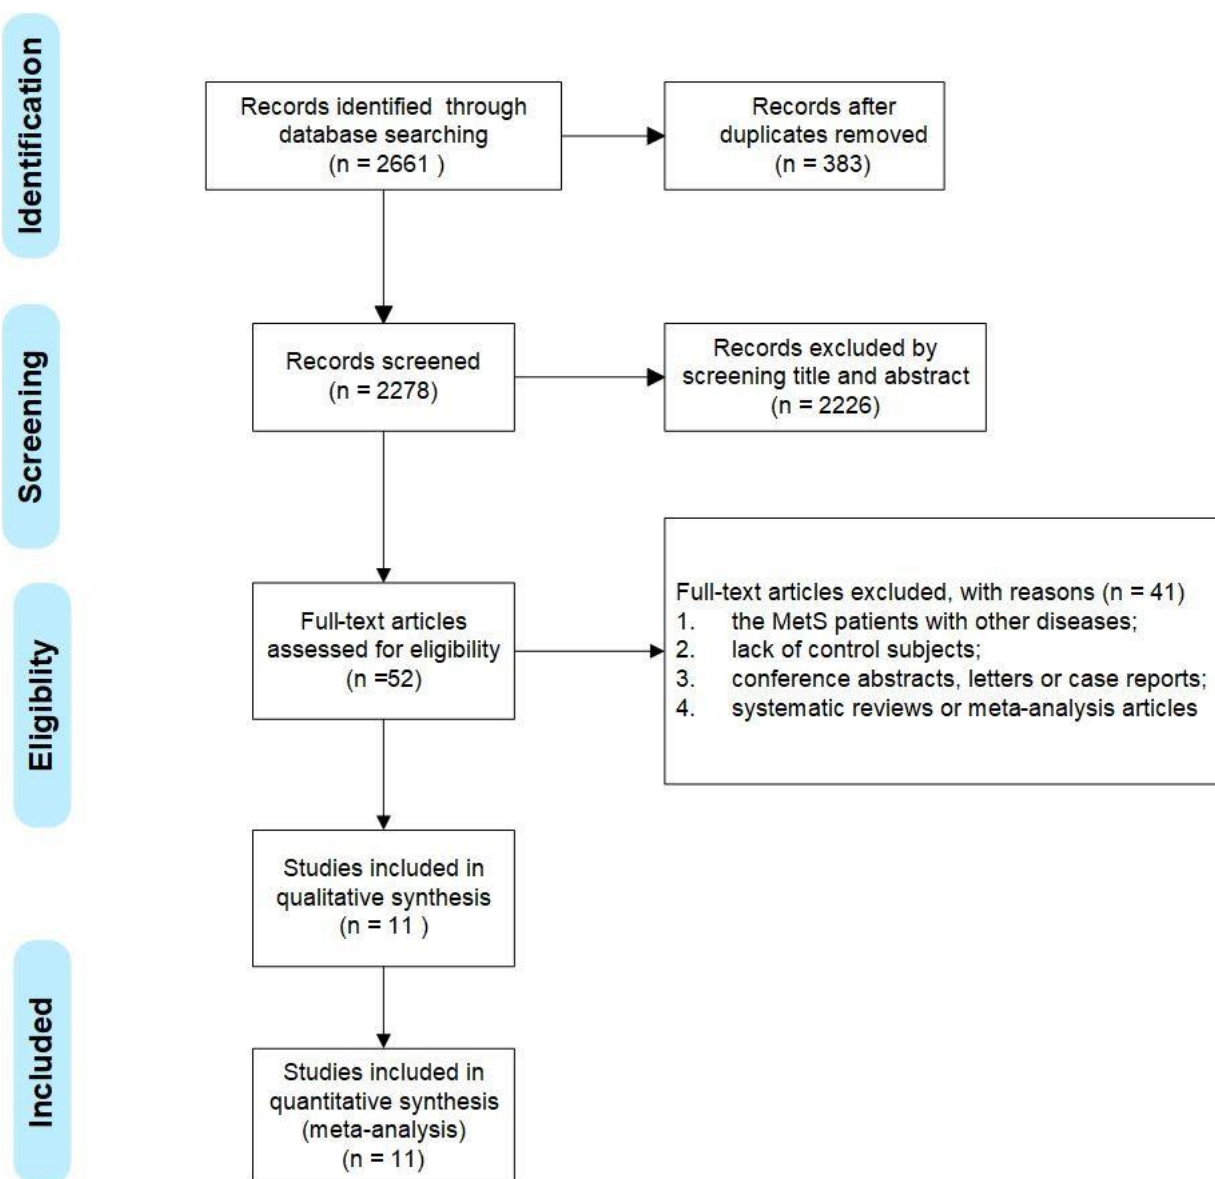 Identification
Records identified through
database searching
(n = 2661 )
Records after
duplicates removed
(n = 383)
Screening
Records screened
(n = 2278)
Records excluded by
screening title and abstract
(n = 2226)
Eligiblity
Full-text articles
assessed for eligibility
(n =52)
Full-text articles excluded, with reasons (n = 41)
1. the MetS patients with other diseases;
2. lack of control subjects;
3. conference abstracts, letters or case reports;
4. systematic reviews or meta-analysis articles
Studies included in
qualitative synthesis
(n = 11 )
Included
Studies included in
quantitative synthesis
(meta-analysis)
(n = 11)